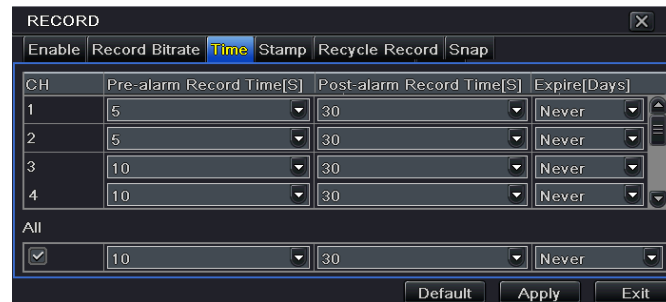 RECORD
Enable Record Bitrate Time Stamp Recycle Record Snap
CH Pre-alarm Record Time[S] Post-alarm Record Time[S] Expire[Days]
1 5 30 Never
2 5 30 Never
3 10 30 Never
4 10 30 Never
All
10 30 Never
Default Apply Exit